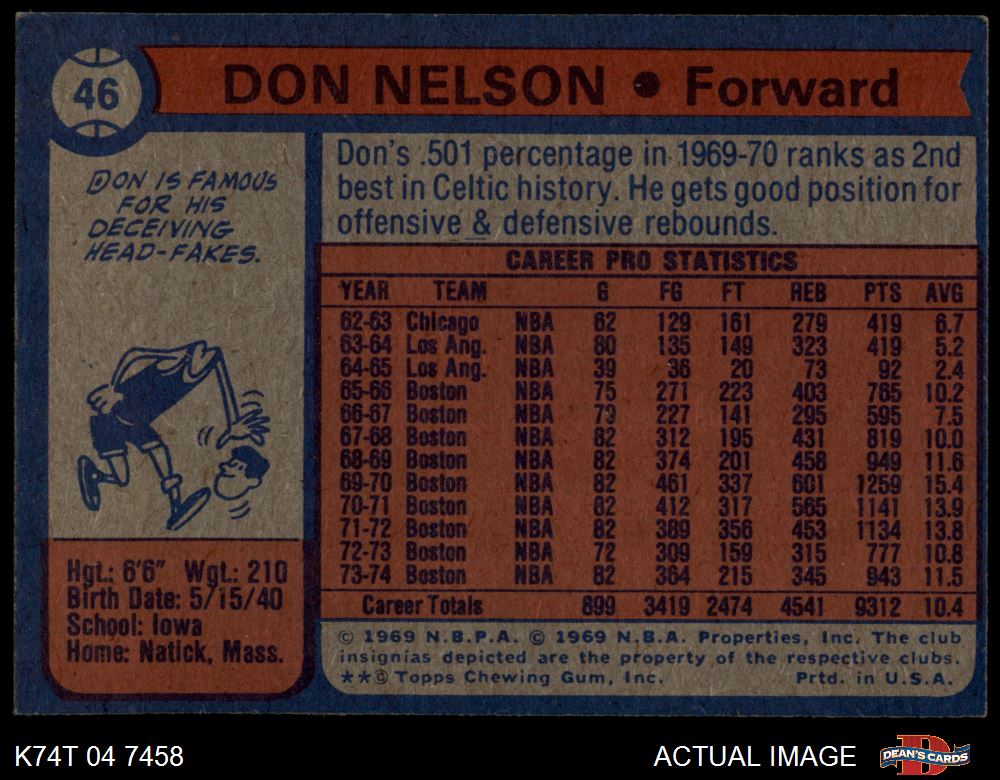 46
DON NELSON • Forward
DON IS FAMOUS
FOR HIS
DECEIVING
HEAD-FAKES.
Don's .501 percentage in 1969-70 ranks as 2nd
best in Celtic history. He gets good position for
offensive & defensive rebounds.
CAREER PRO STATISTICS
YEAR TEAM G FG FT REB PTS AVG
62-63 Chicago NBA 62 129 161 279 419 6.7
63-64 Los Ang. NBA 80 135 149 323 419 5.2
64-65 Los Ang. NBA 39 36 20 73 92 2.4
65-66 Boston NBA 75 271 223 403 765 10.2
66-67 Boston NBA 79 227 141 295 595 7.5
67-68 Boston NBA 82 312 195 431 819 10.0
68-69 Boston NBA 82 374 201 458 949 11.6
69-70 Boston NBA 82 461 337 601 1259 15.4
70-71 Boston NBA 82 412 317 565 1141 13.9
71-72 Boston NBA 82 389 356 453 1134 13.8
72-73 Boston NBA 72 309 159 315 777 10.8
73-74 Boston NBA 82 364 215 345 943 11.5
Career Totals 899 3419 2474 4541 9312 10.4
Hgt.: 6'6" Wgt.: 210
Birth Date: 5/15/40
School: Iowa
Home: Natick, Mass.
© 1969 N.B.P.A. © 1969 N.B.A. Properties, Inc. The club
insignias depicted are the property of the respective clubs.
**© Topps Chewing Gum, Inc. Prtd. in U.S.A.
K74T 04 7458 ACTUAL IMAGE D DEAN'S CARDS